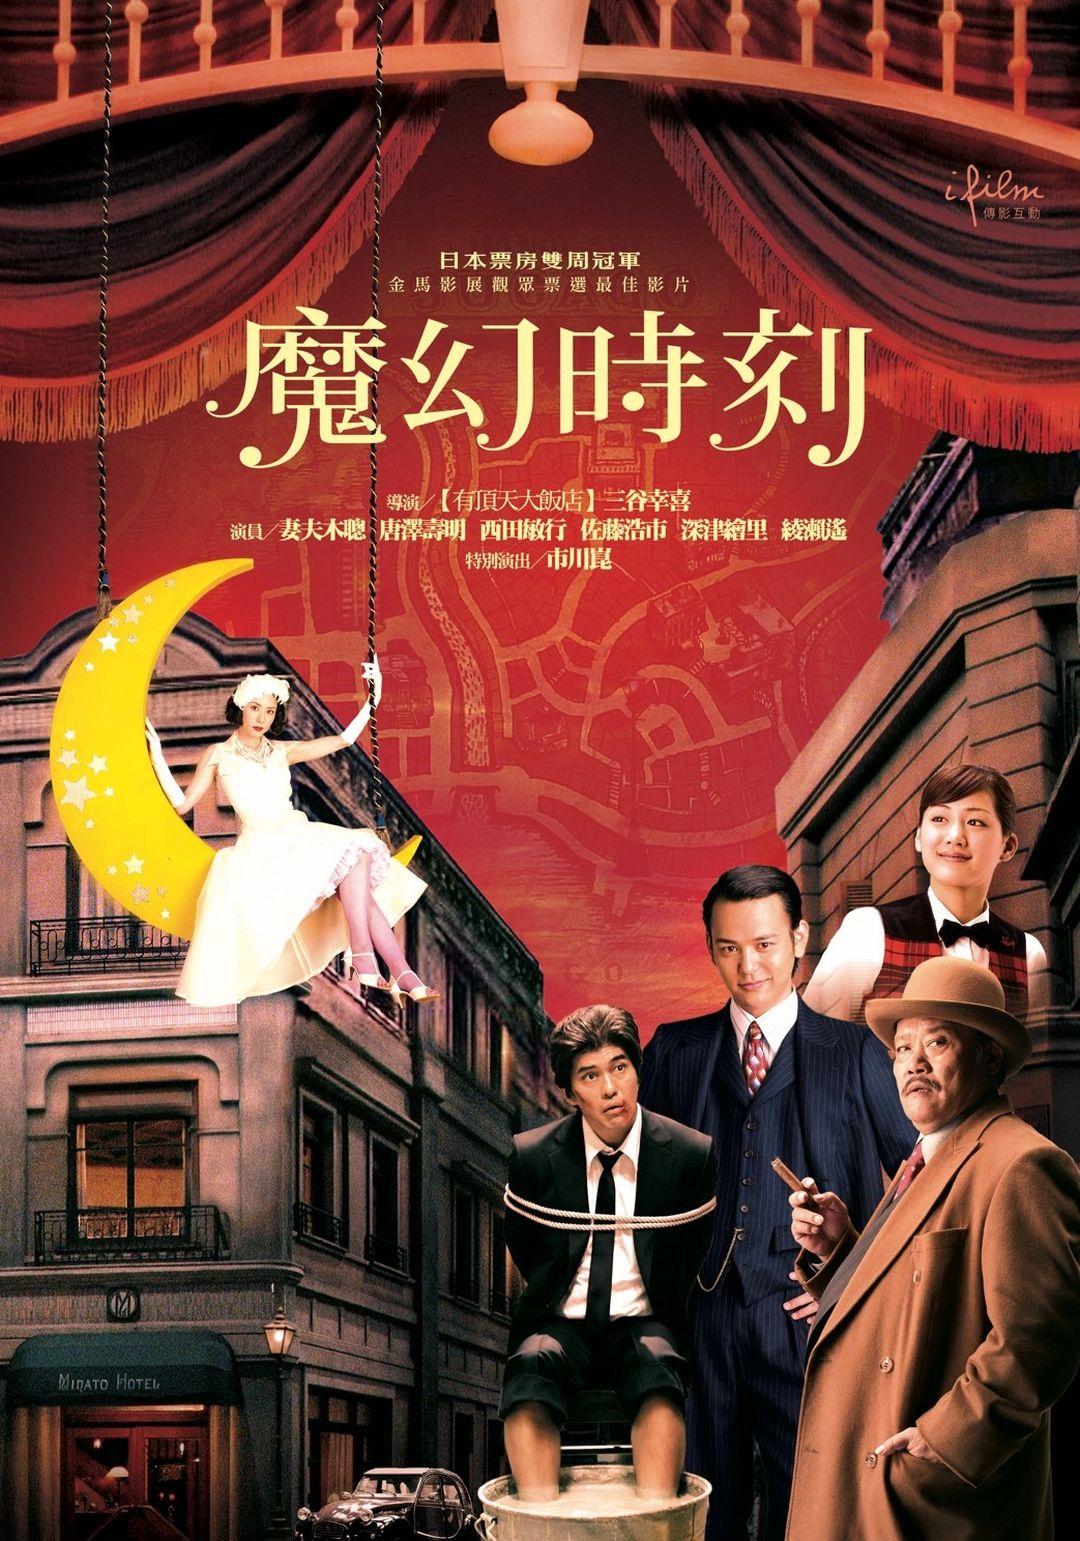 ifilm
傳影互動
日本票房雙周冠軍
金馬影展觀眾票選最佳影片
魔幻時刻
導演╱【有頂天大飯店】三谷幸喜
演員╱妻夫木聰 唐澤壽明 西田敏行 佐藤浩市 深津繪里 綾瀨遙
特別演出╱市川崑
MINATO HOTEL